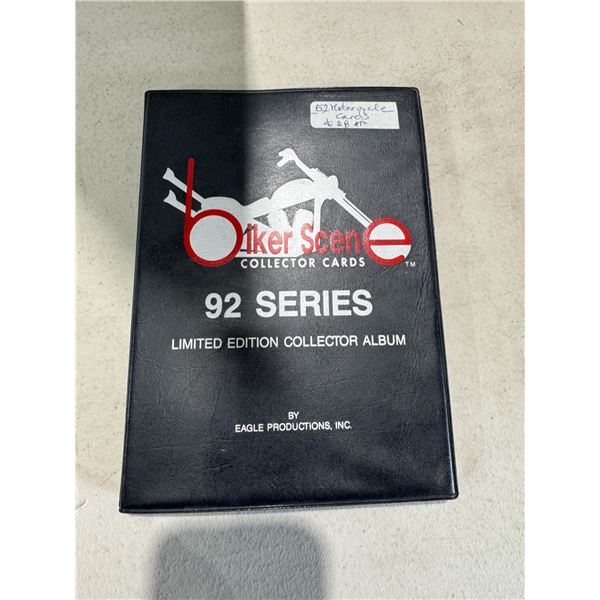 52 Motorcycle
Cards
biker Scene
COLLECTOR CARDS
TM
92 SERIES
LIMITED EDITION COLLECTOR ALBUM
BY
EAGLE PRODUCTIONS, INC.